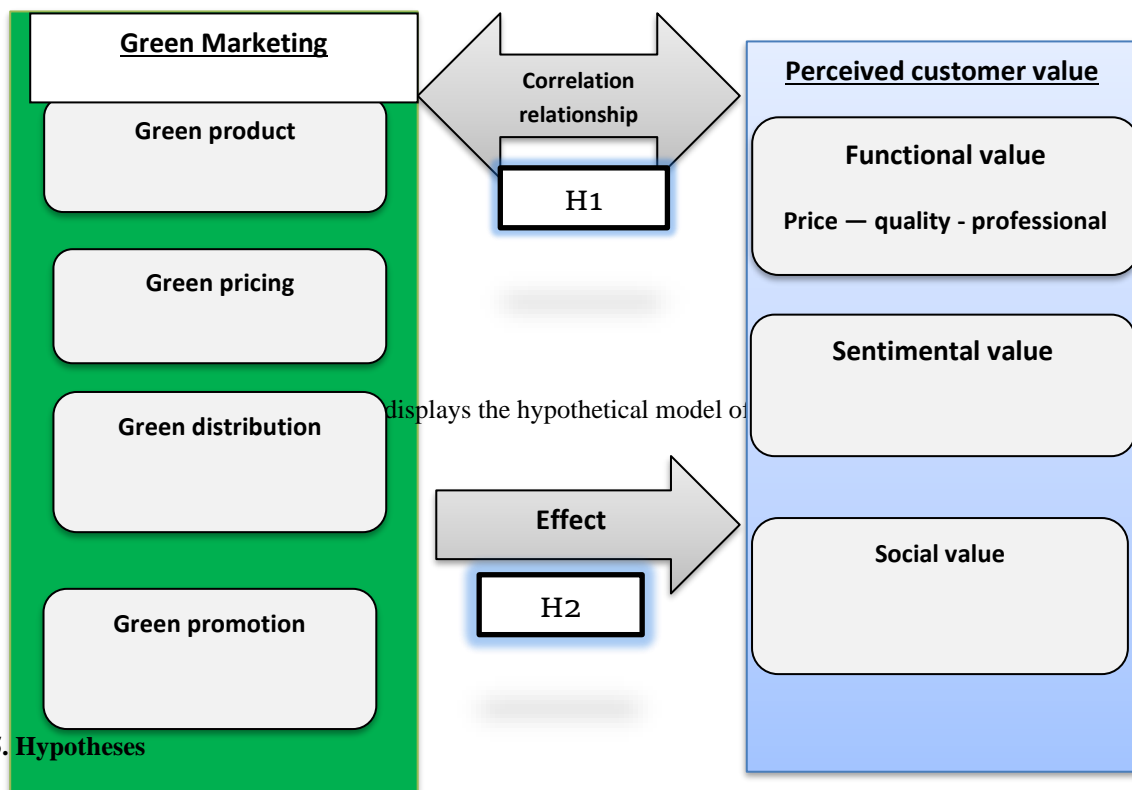 Green Marketing
Green product
Green pricing
Green distribution
Green promotion
Correlation
relationship
H1
displays the hypothetical model of
Effect
H2
Perceived customer value
Functional value
Price — quality - professional
Sentimental value
Social value
. Hypotheses